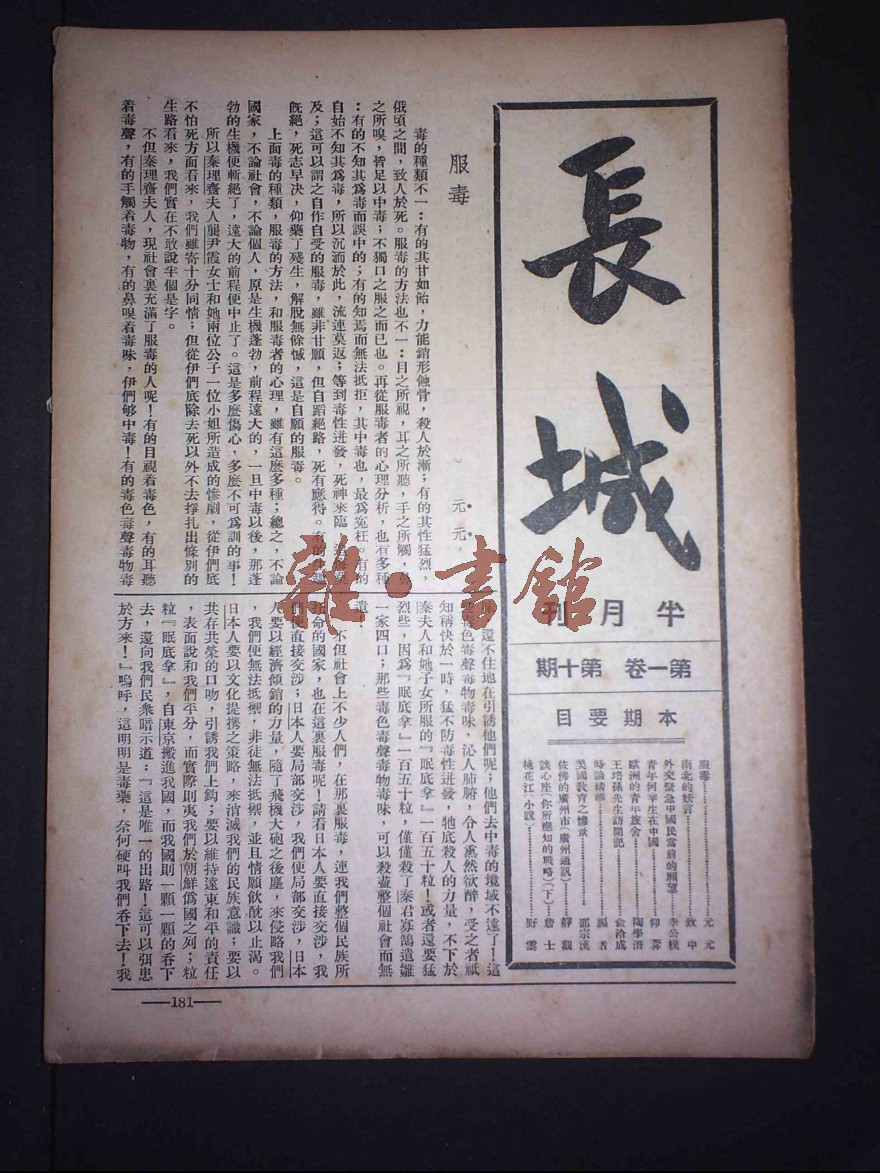 長城
半月刊
第一卷 第十期
本期要目
服毒……元元
南北的妖言……致中
外交緊急中國民當前的願望……李公樸
青年何辜生在中國……仰昇
歐洲的青年旅舍……陶學濟
王培孫先生訪問記……俞洽成
時論精華……編者
美國教育之慘淡……鄒宗漢
依佛的廣州市(廣州通訊)……靜觀
談心座(你所應知的戰略)(下)……詹士
桃花江(小說)……野雲
服毒
元元
毒的種類不一:有的其甘如飴,力能銷形蝕骨,殺人於漸;有的其性猛烈,
俄頃之間,致人於死。服毒的方法也不一:目之所視,耳之所聽,手之所觸,鼻
之所嗅,皆足以中毒;不獨口之服之而已也。再從服毒者的心理分析,也有多種
:有的不知其爲毒而誤中的;有的知焉而無法抵拒,其中毒也,最爲寃枉。有的
自始不知其爲毒,所以沉湎於此,流連莫返;等到毒性迸發,死神來臨,
及;這可以謂之自作自受的服毒,雖非甘願,但自蹈絕路,死有應得。有的生趣
旣絕,死志早决,仰藥了殘生,解脫無餘憾,這是自願的服毒。
上面毒的種類,服毒的方法,和服毒者的心理,雖有這麼多種;總之,不論
國家,不論社會,不論個人,原是生機蓬勃,前程遠大的,一旦中毒以後,那蓬
勃的生機便斬絕了,遠大的前程便中止了。這是多麼傷心,多麼不可爲訓的事!
所以秦理齋夫人龔尹霞女士和她兩位公子一位小姐所造成的慘劇,從伊們底
不怕死方面看來,我們雖寄十分同情;但從伊們底除去死以外不去掙扎出條別的
生路看來,我們實在不敢說半個是字。
不但秦理齋夫人,現社會裏充滿了服毒的人呢!有的目視着毒色,有的耳聽
着毒聲,有的手觸着毒物,有的鼻嗅着毒味,伊們够中毒!有的毒色毒聲毒物毒
味,還不住地在引誘他們呢;他們去中毒的境域不遠了!這
些毒色毒聲毒物毒味,沁人肺腑,令人熏然欲醉,受之者祇
知稱快於一時,猛不防毒性迸發,牠底殺人的力量,不下於
秦夫人和她子女所服的『眠底拿』一百五十粒!或者還要猛
烈些,因爲『眠底拿』一百五十粒,僅僅殺了秦君寡鵠遺雛
一家四口;那些毒色毒聲毒物毒味,可以殺盡整個社會而無
遺!
不但社會上不少人們,在那裏服毒,連我們整個民族所
托命的國家,也在這裏服毒呢!請看日本人要直接交涉,我
們便直接交涉;日本人要局部交涉,我們便局部交涉,日本
人要以經濟傾銷的力量,隨了飛機大砲之後塵,來侵略我們
,我們便無法抵禦,非徒無法抵禦,並且情願飲酖以止渴。
日本人要以文化提携之策略,來消滅我們的民族意識;要以
共存共榮的口吻,引誘我們上鈎;要以維持遠東和平的責任
,表面說和我們平分,而實際則夷我們於朝鮮僞國之列;粒
粒『眠底拿』,自東京搬進我國,而我國則一顆一顆的吞下
去,還向我們民衆暗示道:『這是唯一的出路!這可以弭患
於方來!』嗚呼,這明明是毒藥,奈何硬叫我們吞下去!我
—181—
雜·書館